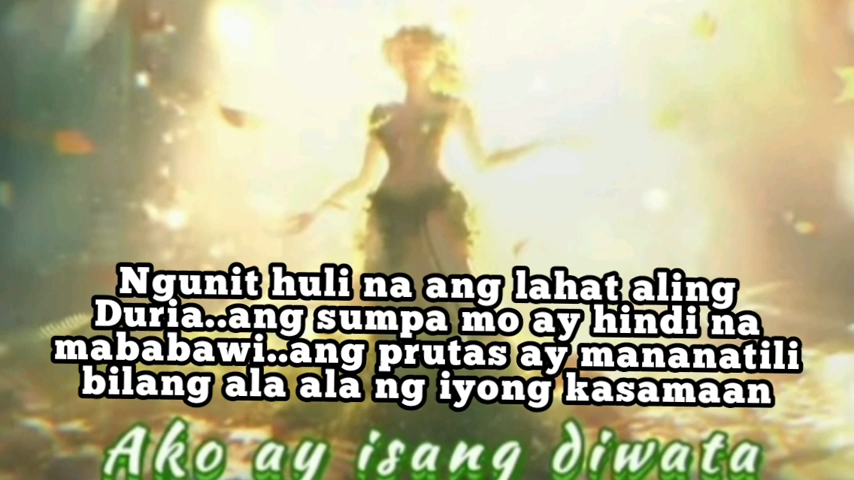 Ngunit huli na ang lahat aling
Duria..ang sumpa mo ay hindi na
mababawi..ang prutas ay mananatili
bilang ala ala ng iyong kasamaan
Ako ay isang diwata